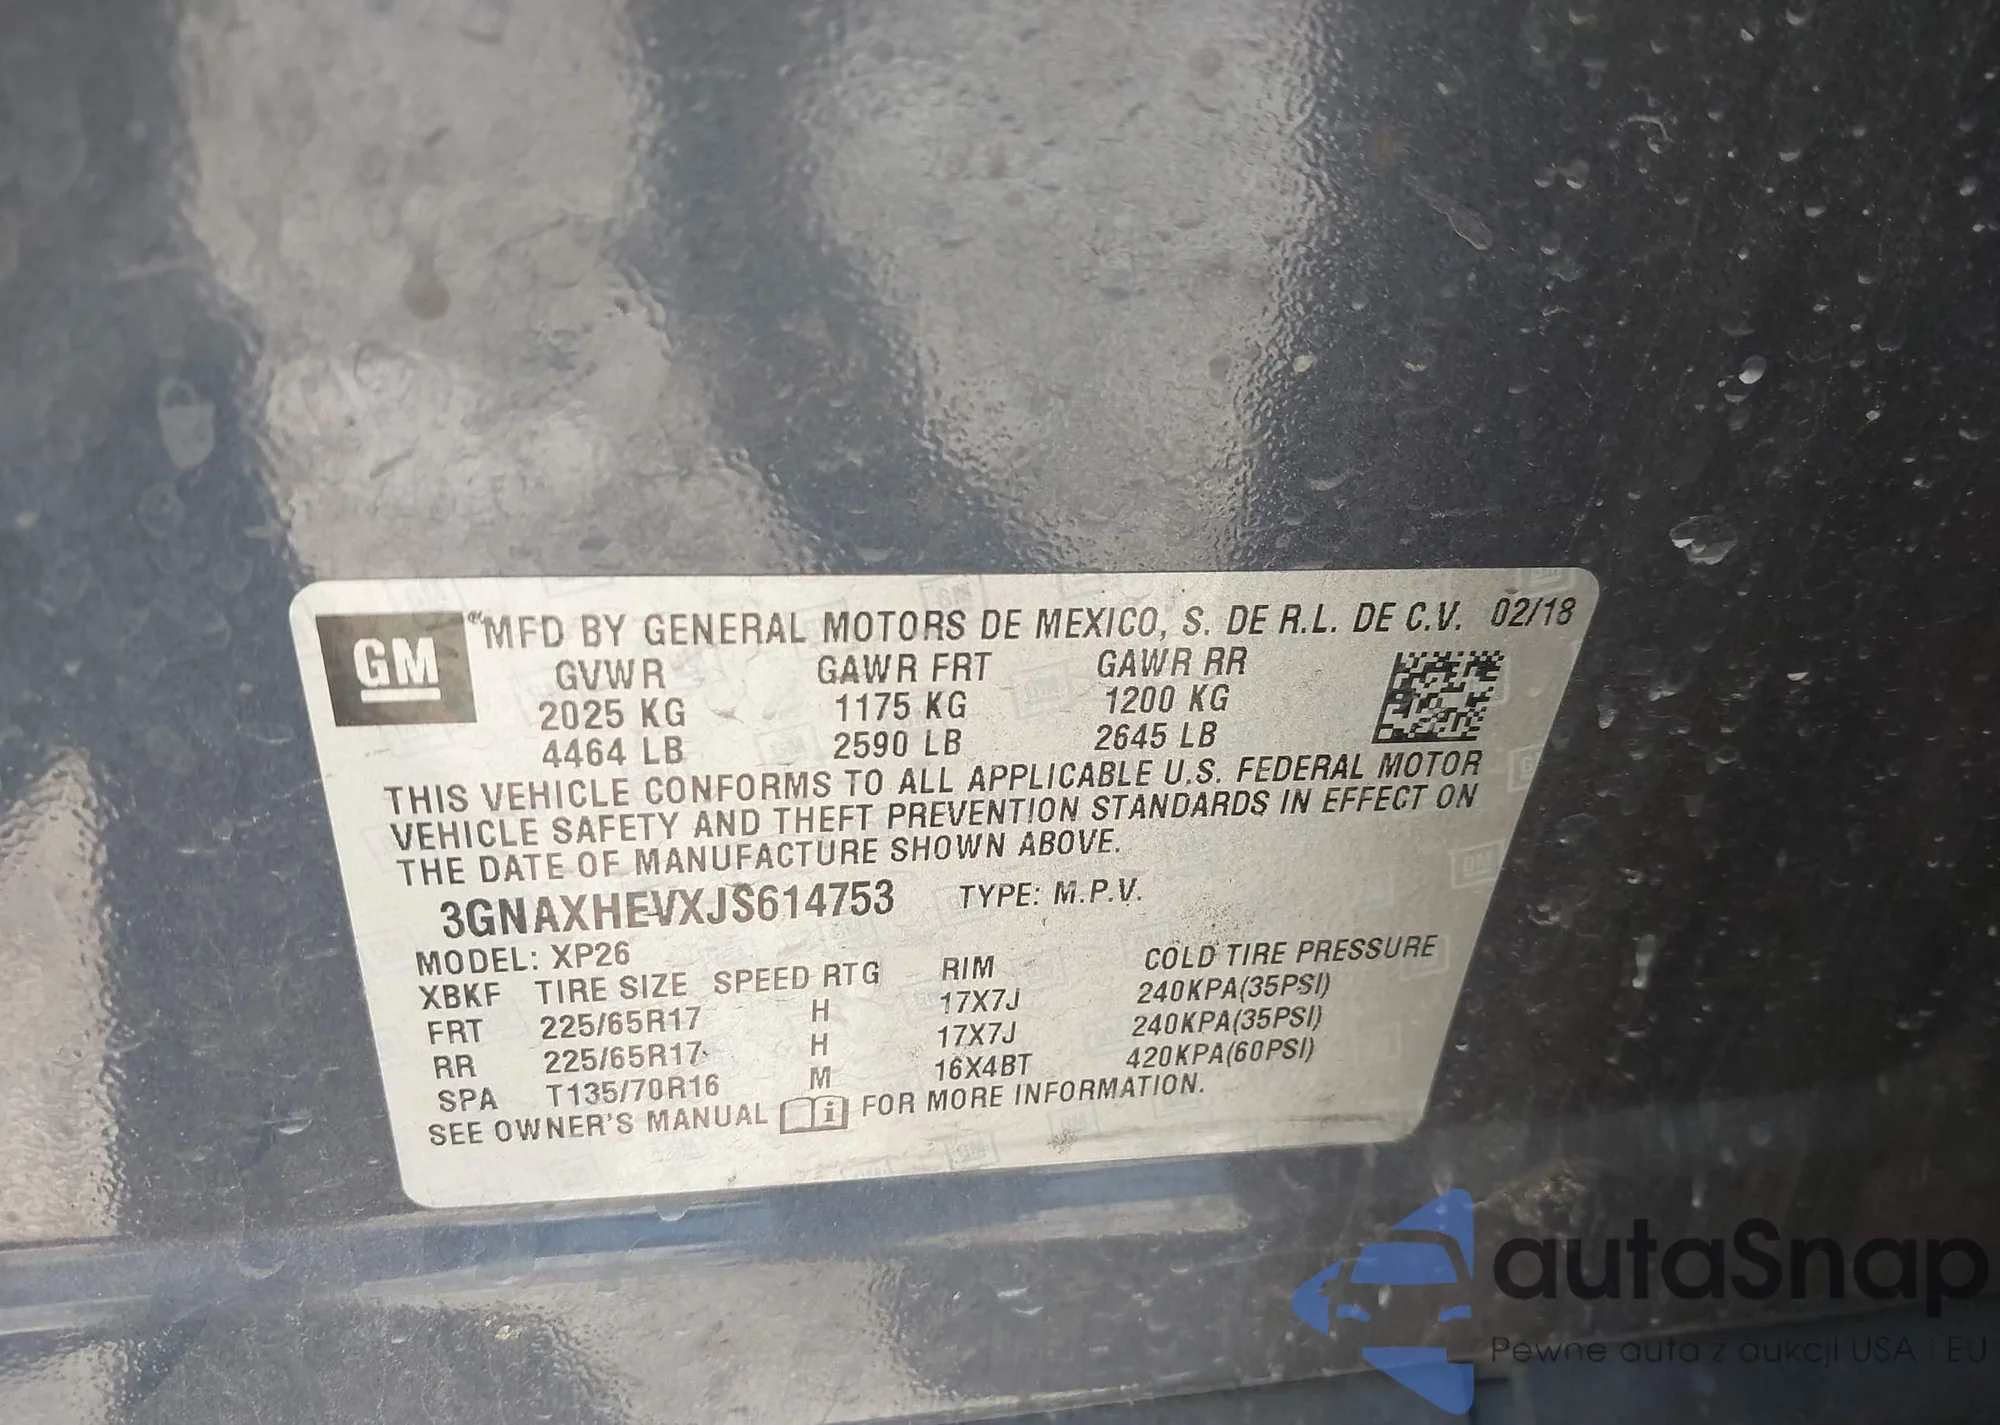 GM
MFD BY GENERAL MOTORS DE MEXICO, S. DE R.L. DE C.V. 02/18
GVWR GAWR FRT GAWR RR
2025 KG 1175 KG 1200 KG
4464 LB 2590 LB 2645 LB
THIS VEHICLE CONFORMS TO ALL APPLICABLE U.S. FEDERAL MOTOR
VEHICLE SAFETY AND THEFT PREVENTION STANDARDS IN EFFECT ON
THE DATE OF MANUFACTURE SHOWN ABOVE.
3GNAXHEVXJS614753 TYPE: M.P.V.
MODEL: XP26
XBKF TIRE SIZE SPEED RTG RIM COLD TIRE PRESSURE
FRT 225/65R17 H 17X7J 240KPA(35PSI)
RR 225/65R17 H 17X7J 240KPA(35PSI)
SPA T135/70R16 M 16X4BT 420KPA(60PSI)
SEE OWNER'S MANUAL FOR MORE INFORMATION.
autaSnap
Pewne auta z aukcji USA i EU